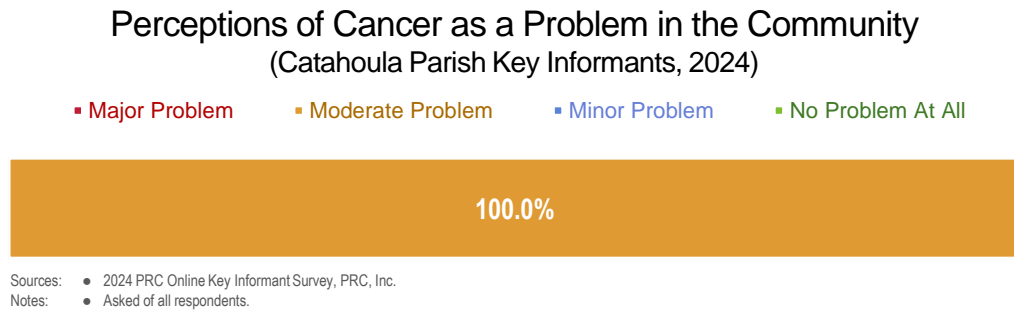 Perceptions of Cancer as a Problem in the Community
(Catahoula Parish Key Informants, 2024)
▪ Major Problem ▪ Moderate Problem ▪ Minor Problem ▪ No Problem At All
100.0%
Sources: ● 2024 PRC Online Key Informant Survey, PRC, Inc.
Notes: ● Asked of all respondents.